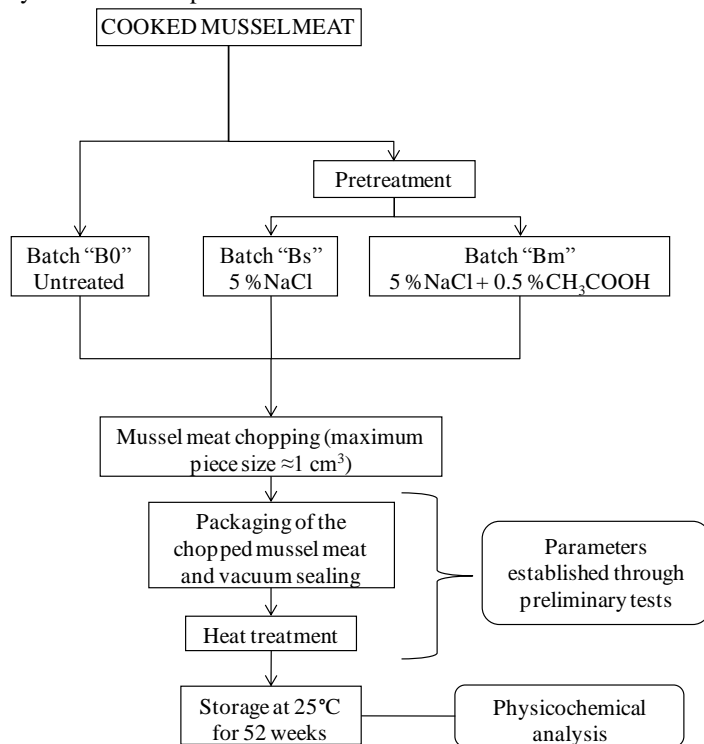 COOKED MUSSEL MEAT
Pretreatment
Batch “B0”
Untreated
Batch “Bs”
5 % NaCl
Batch “Bm”
5 % NaCl + 0.5 % CH₃COOH
Mussel meat chopping (maximum
piece size ≈1 cm³)
Packaging of the
chopped mussel meat
and vacuum sealing
Parameters
established through
preliminary tests
Heat treatment
Storage at 25°C
for 52 weeks
Physicochemical
analysis